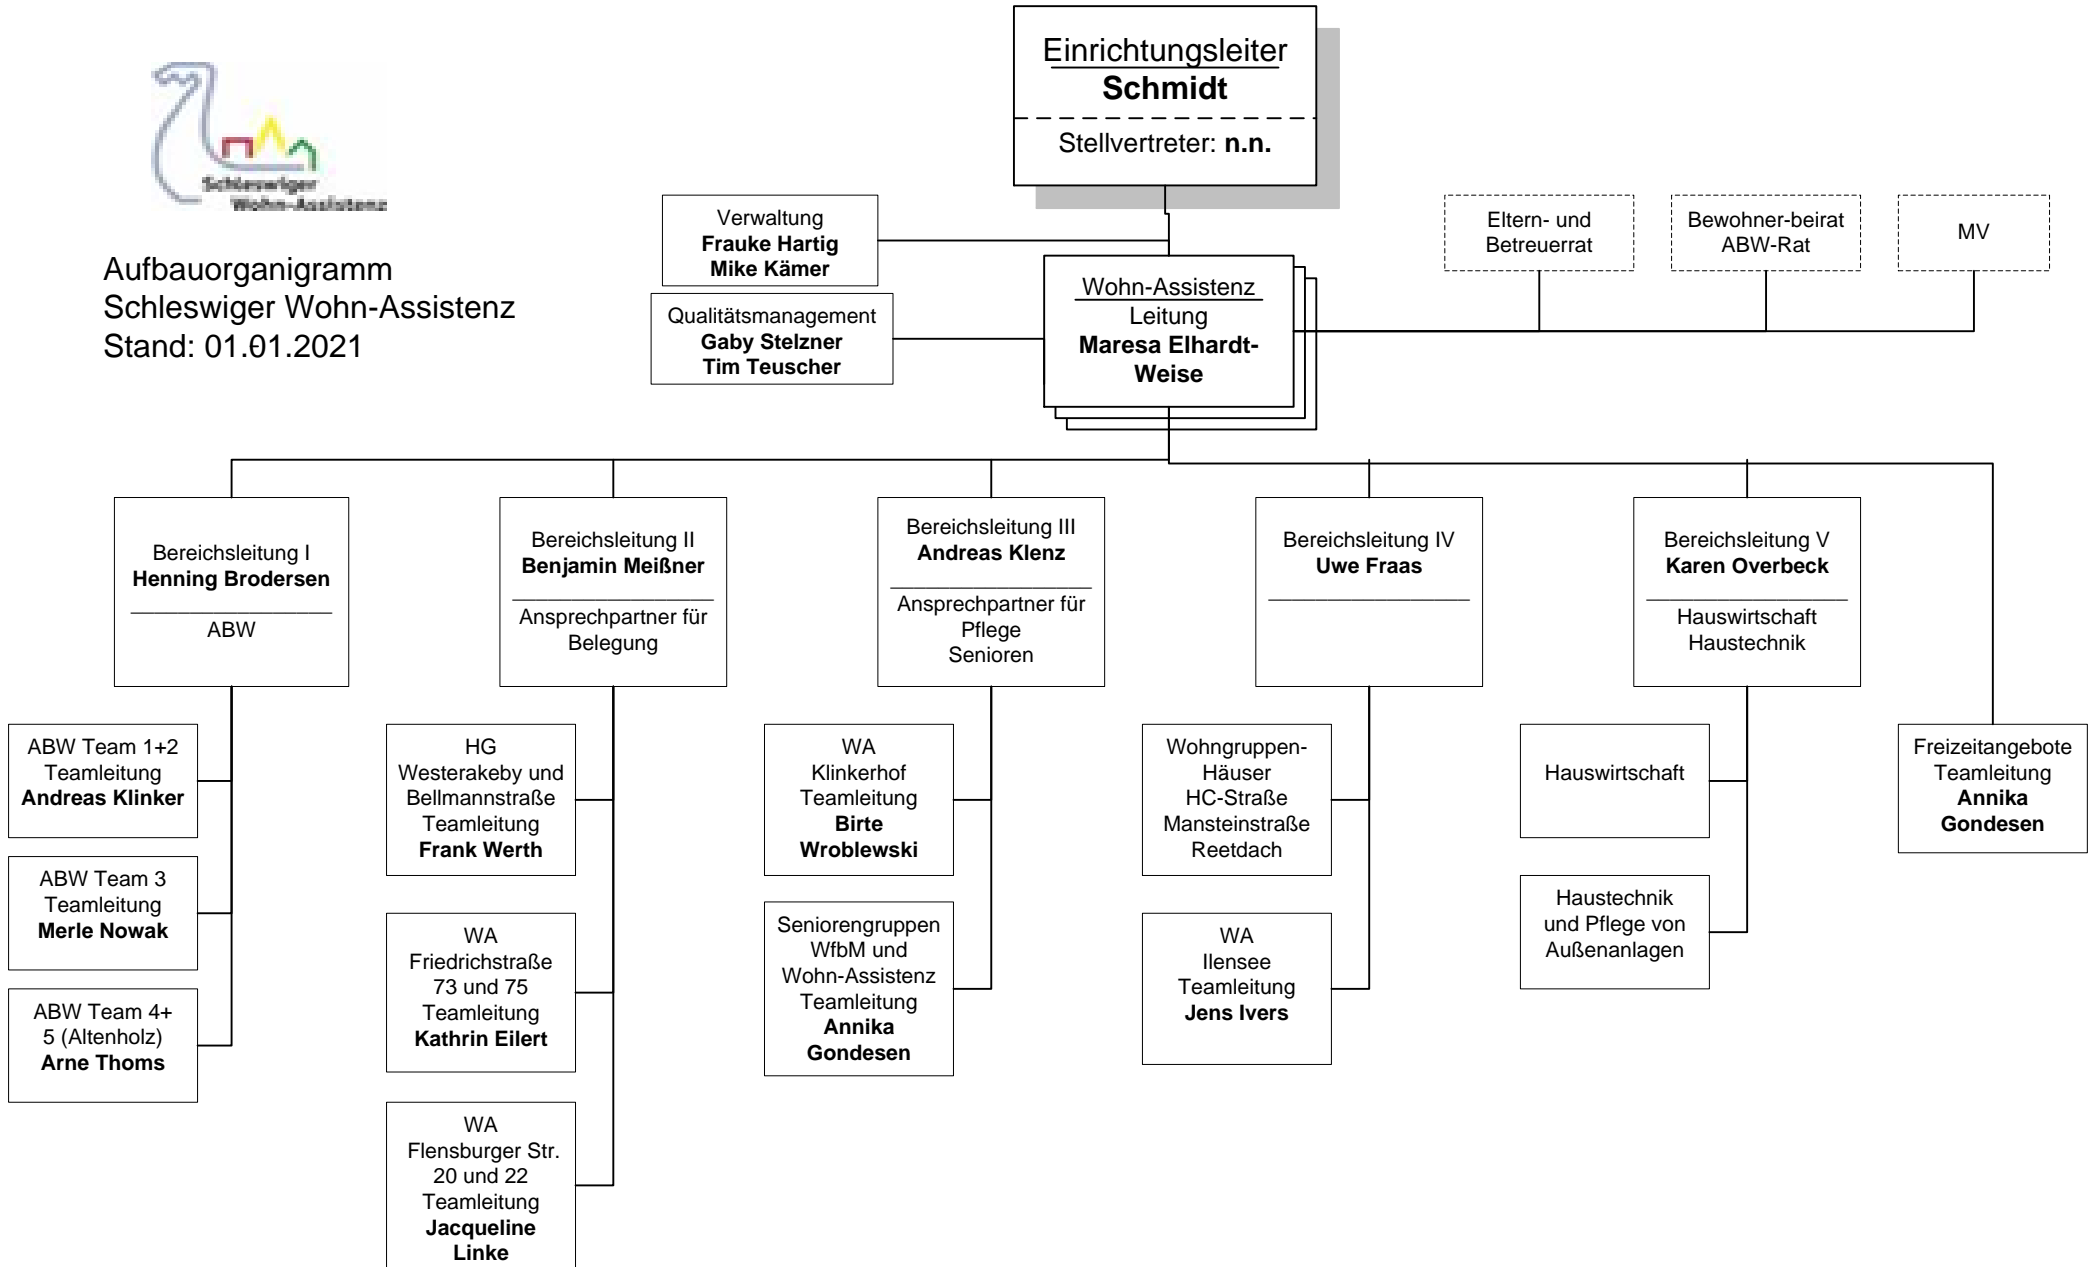 Einrichtungsleiter
Schmidt
Stellvertreter: n.n.
Schleswiger
Wohn-Assistenz
Aufbauorganigramm
Schleswiger Wohn-Assistenz
Stand: 01.01.2021
Verwaltung
Frauke Hartig
Mike Kämer
Qualitätsmanagement
Gaby Stelzner
Tim Teuscher
Wohn-Assistenz
Leitung
Maresa Elhardt-
Weise
Eltern- und
Betreuerrat
Bewohner-beirat
ABW-Rat
MV
Bereichsleitung I
Henning Brodersen
ABW
Bereichsleitung II
Benjamin Meißner
Ansprechpartner für
Belegung
Bereichsleitung III
Andreas Klenz
Ansprechpartner für
Pflege
Senioren
Bereichsleitung IV
Uwe Fraas
Bereichsleitung V
Karen Overbeck
Hauswirtschaft
Haustechnik
ABW Team 1+2
Teamleitung
Andreas Klinker
ABW Team 3
Teamleitung
Merle Nowak
ABW Team 4+
5 (Altenholz)
Arne Thoms
HG
Westerakeby und
Bellmannstraße
Teamleitung
Frank Werth
WA
Friedrichstraße
73 und 75
Teamleitung
Kathrin Eilert
WA
Flensburger Str.
20 und 22
Teamleitung
Jacqueline
Linke
WA
Klinkerhof
Teamleitung
Birte
Wroblewski
Seniorengruppen
WfbM und
Wohn-Assistenz
Teamleitung
Annika
Gondesen
Wohngruppen-
Häuser
HC-Straße
Mansteinstraße
Reetdach
WA
Ilensee
Teamleitung
Jens Ivers
Hauswirtschaft
Haustechnik
und Pflege von
Außenanlagen
Freizeitangebote
Teamleitung
Annika
Gondesen